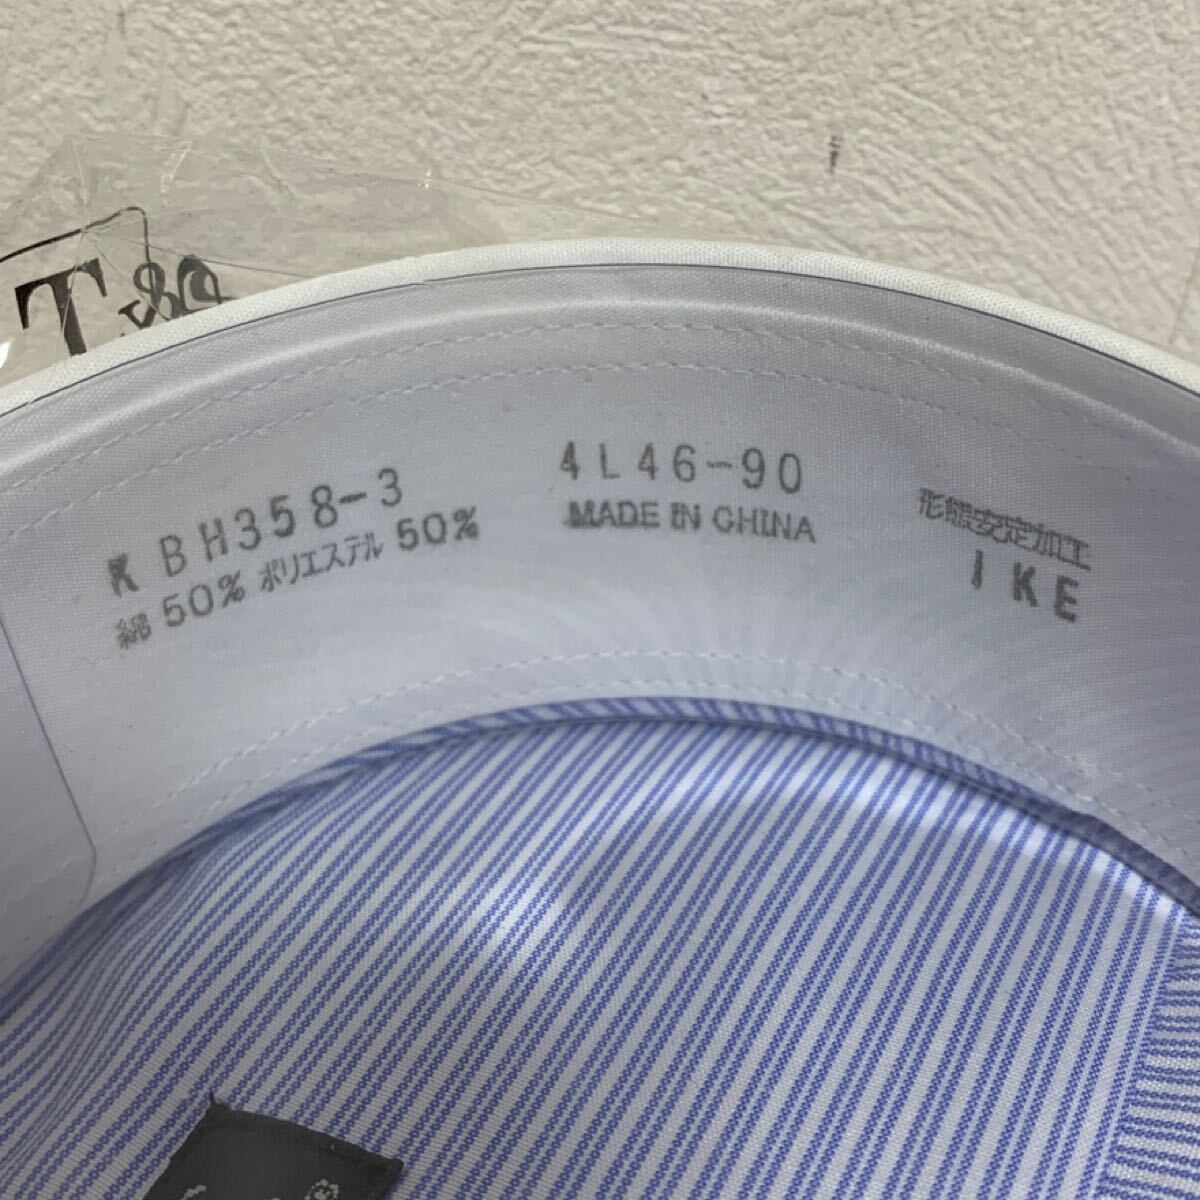 K BH358-3
綿 50% ポリエステル 50%
4L46-90
MADE IN CHINA
形態安定加工
IKE
T